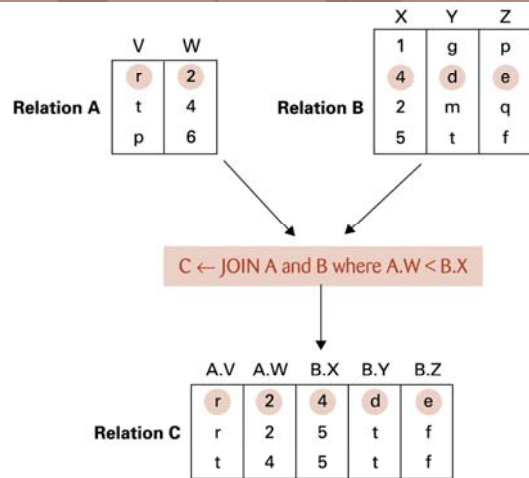 X Y Z
1 g p
V W
r 2
4 d e
Relation A
t 4
Relation B
2 m q
p 6
5 t f
C ← JOIN A and B where A.W < B.X
A.V A.W B.X B.Y B.Z
r 2 4 d e
Relation C
r 2 5 t f
t 4 5 t f